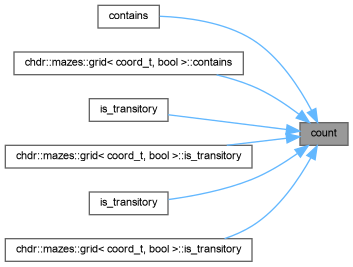 contains
chdr::mazes::grid< coord_t, bool >::contains
is_transitory
count
chdr::mazes::grid< coord_t, bool >::is_transitory
is_transitory
chdr::mazes::grid< coord_t, bool >::is_transitory